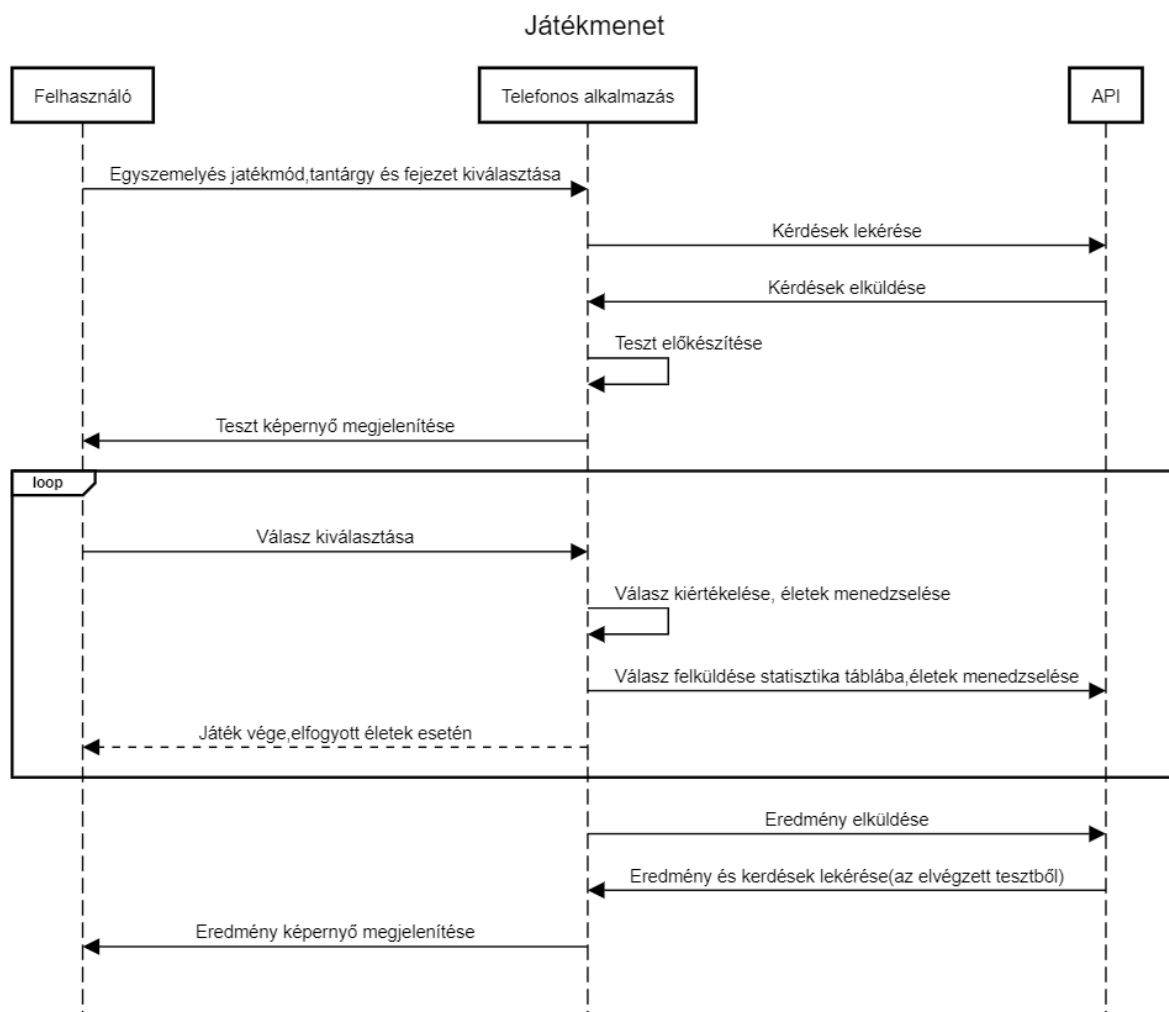 Játékmenet
Felhasználó
Telefonos alkalmazás
API
Egyszemelyés jatékmód,tantárgy és fejezet kiválasztása
Kérdések lekérése
Kérdések elküldése
Teszt előkészítése
Teszt képernyő megjelenítése
loop
Válasz kiválasztása
Válasz kiértékelése, életek menedzselése
Válasz felküldése statisztika táblába,életek menedzselése
Játék vége,elfogyott életek esetén
Eredmény elküldése
Eredmény és kerdések lekérése(az elvégzett tesztből)
Eredmény képernyő megjelenítése